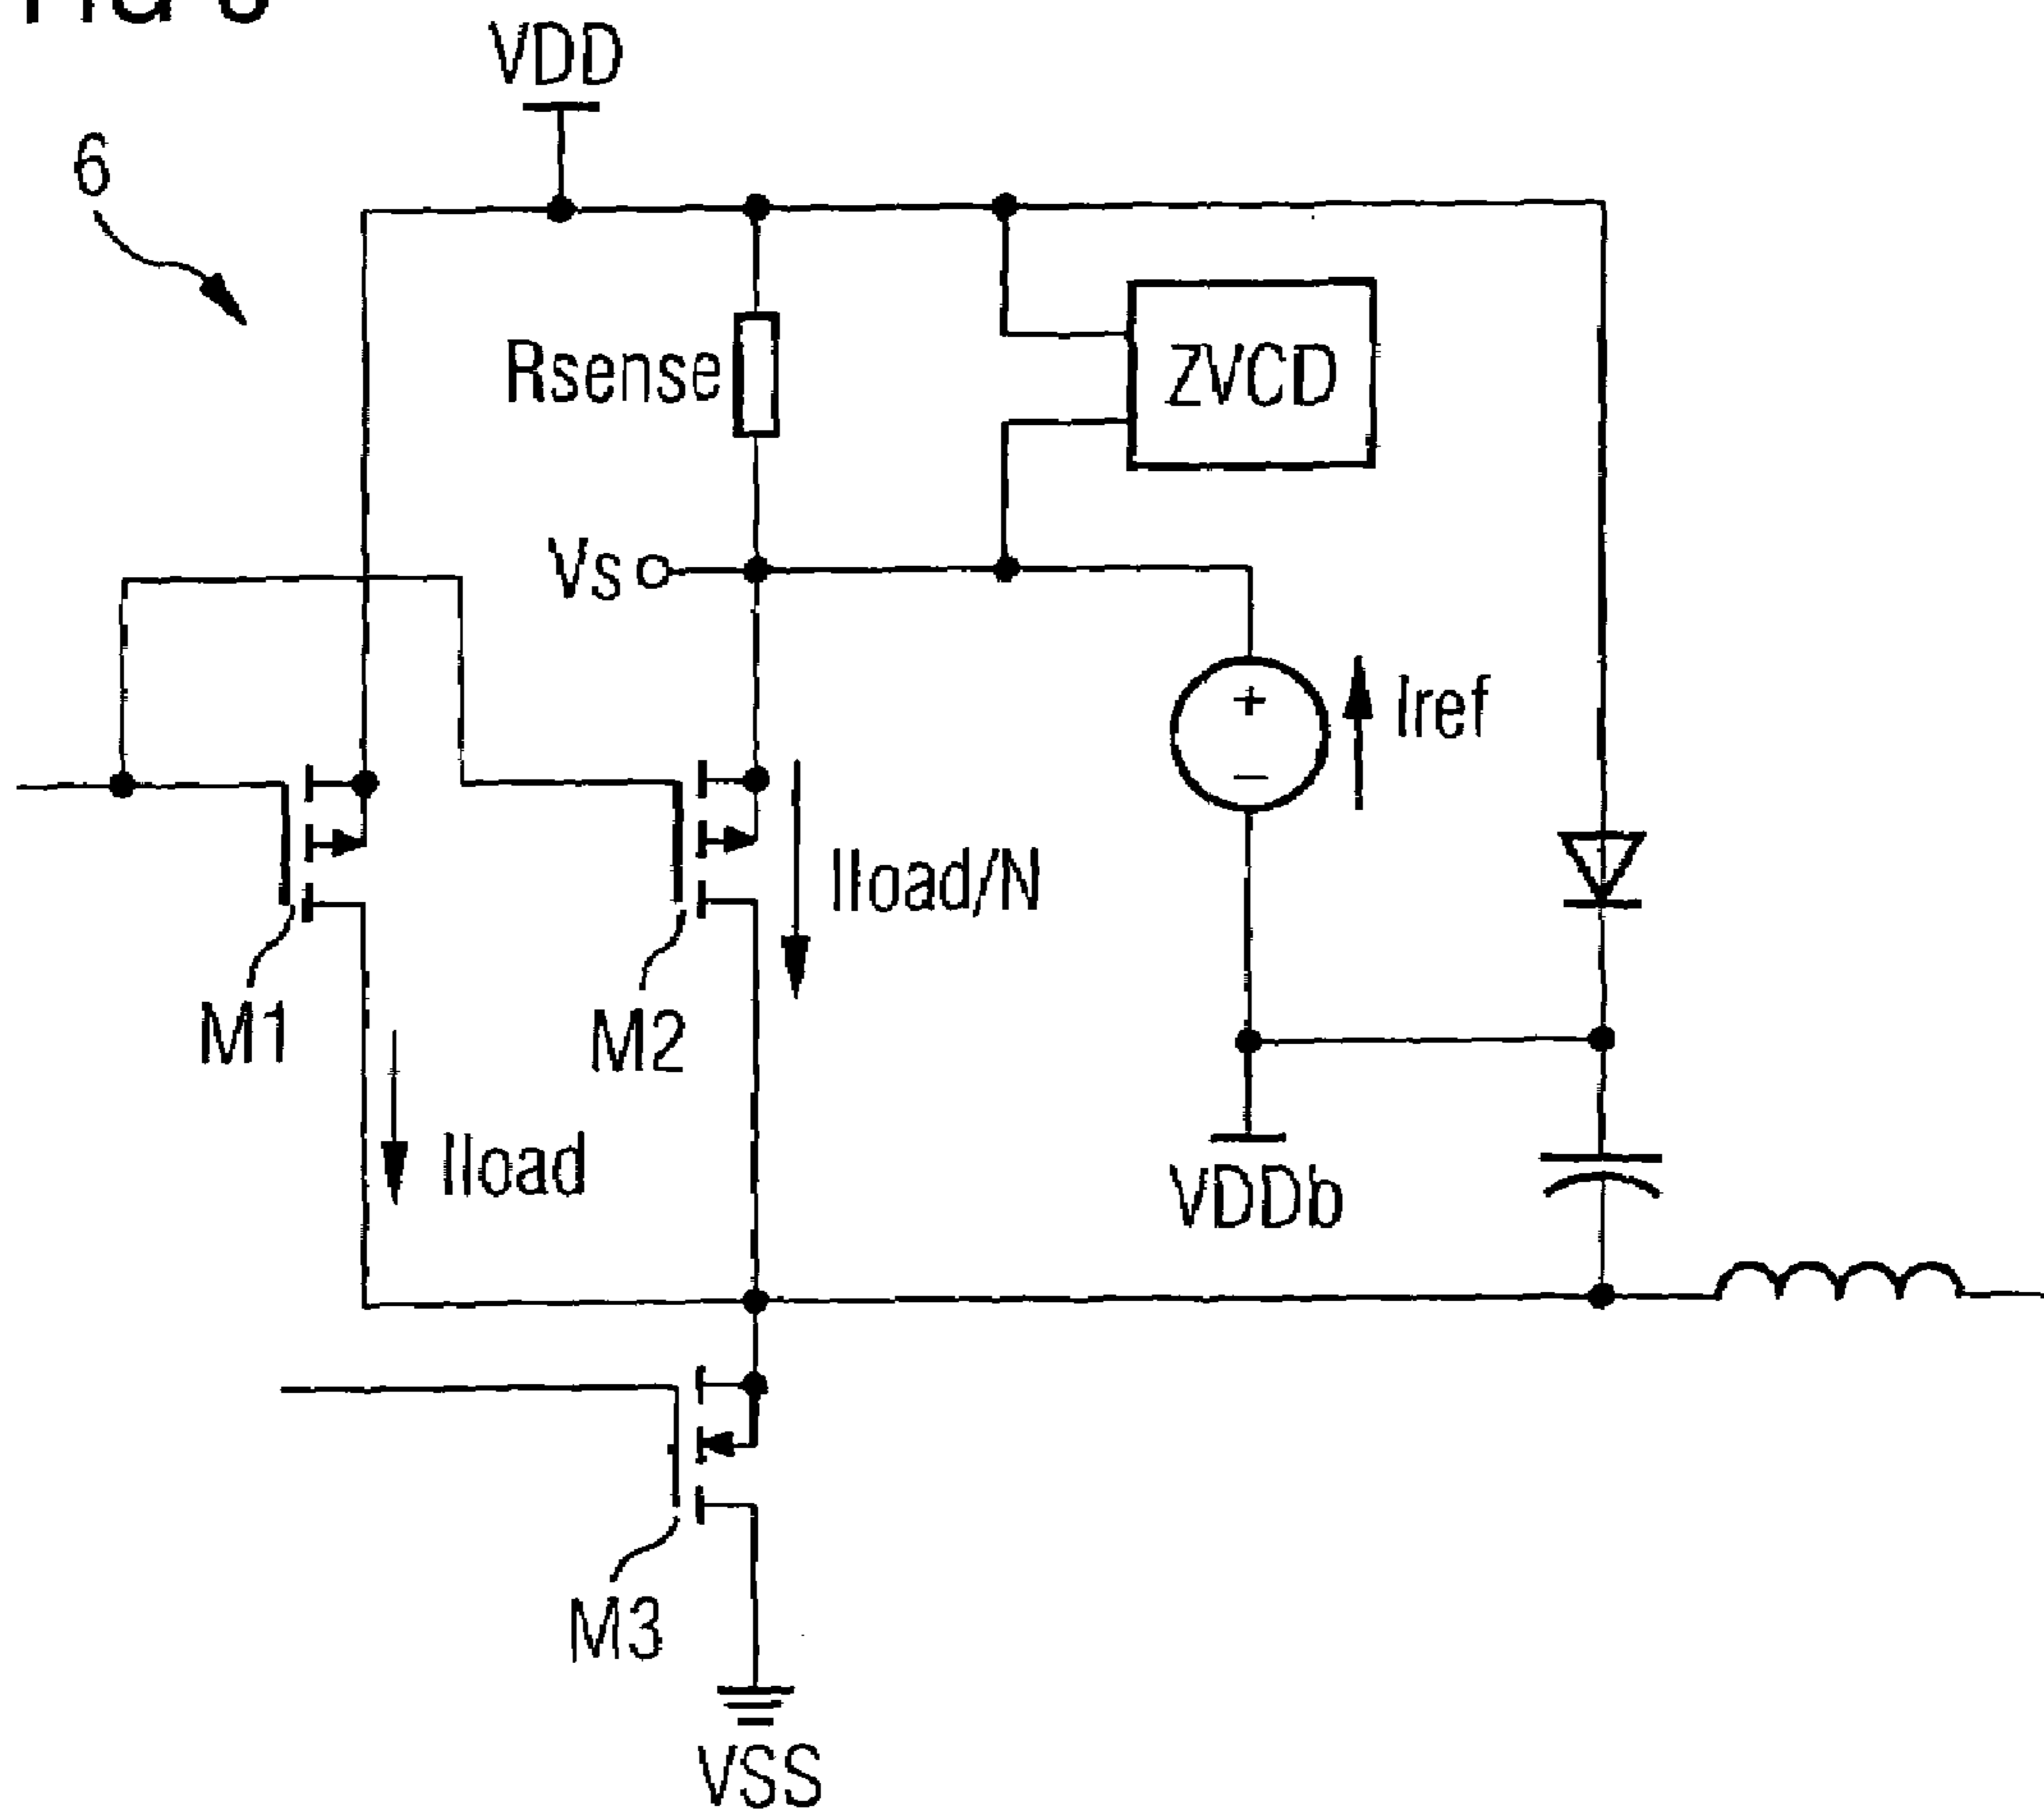 VDD
6
Rsense
ZVCD
Vs
+
Iref
−
Iload/N
M1
M2
Iload
VDDb
M3
VSS